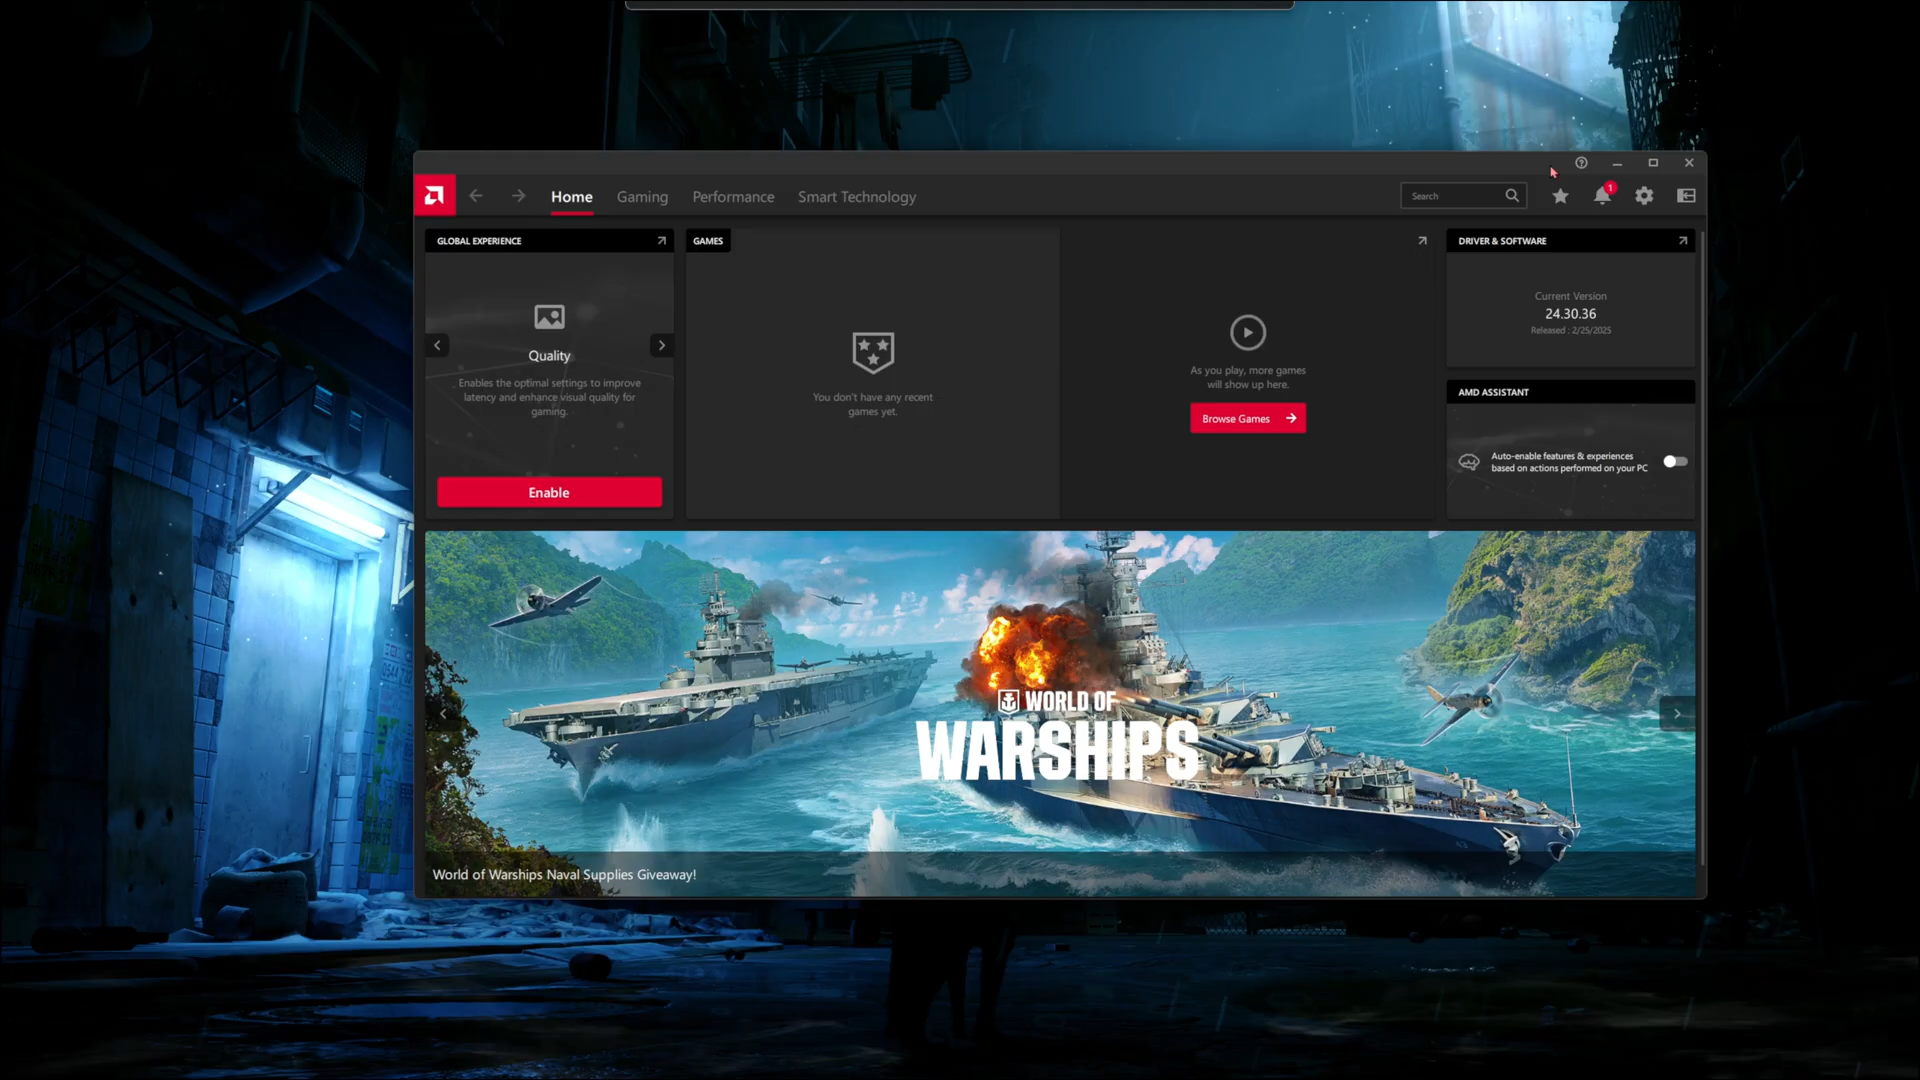 Home
Gaming
Performance
Smart Technology
Search
1
GLOBAL EXPERIENCE
GAMES
DRIVER & SOFTWARE
Quality
Enables the optimal settings to improve
latency and enhance visual quality for
gaming.
Enable
You don't have any recent
games yet.
As you play, more games
will show up here.
Browse Games
Current Version
24.30.36
Released : 2/25/2025
AMD ASSISTANT
Auto-enable features & experiences
based on actions performed on your PC
WORLD OF
WARSHIPS
World of Warships Naval Supplies Giveaway!